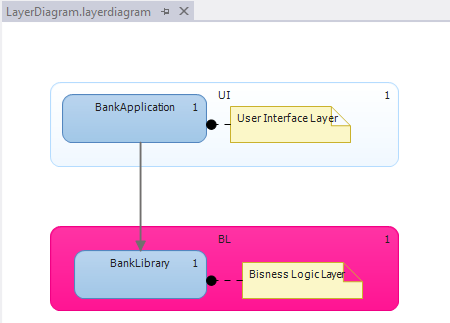 LayerDiagram.layerdiagram
UI 1
BankApplication 1
User Interface Layer
BL 1
BankLibrary 1
Bisness Logic Layer